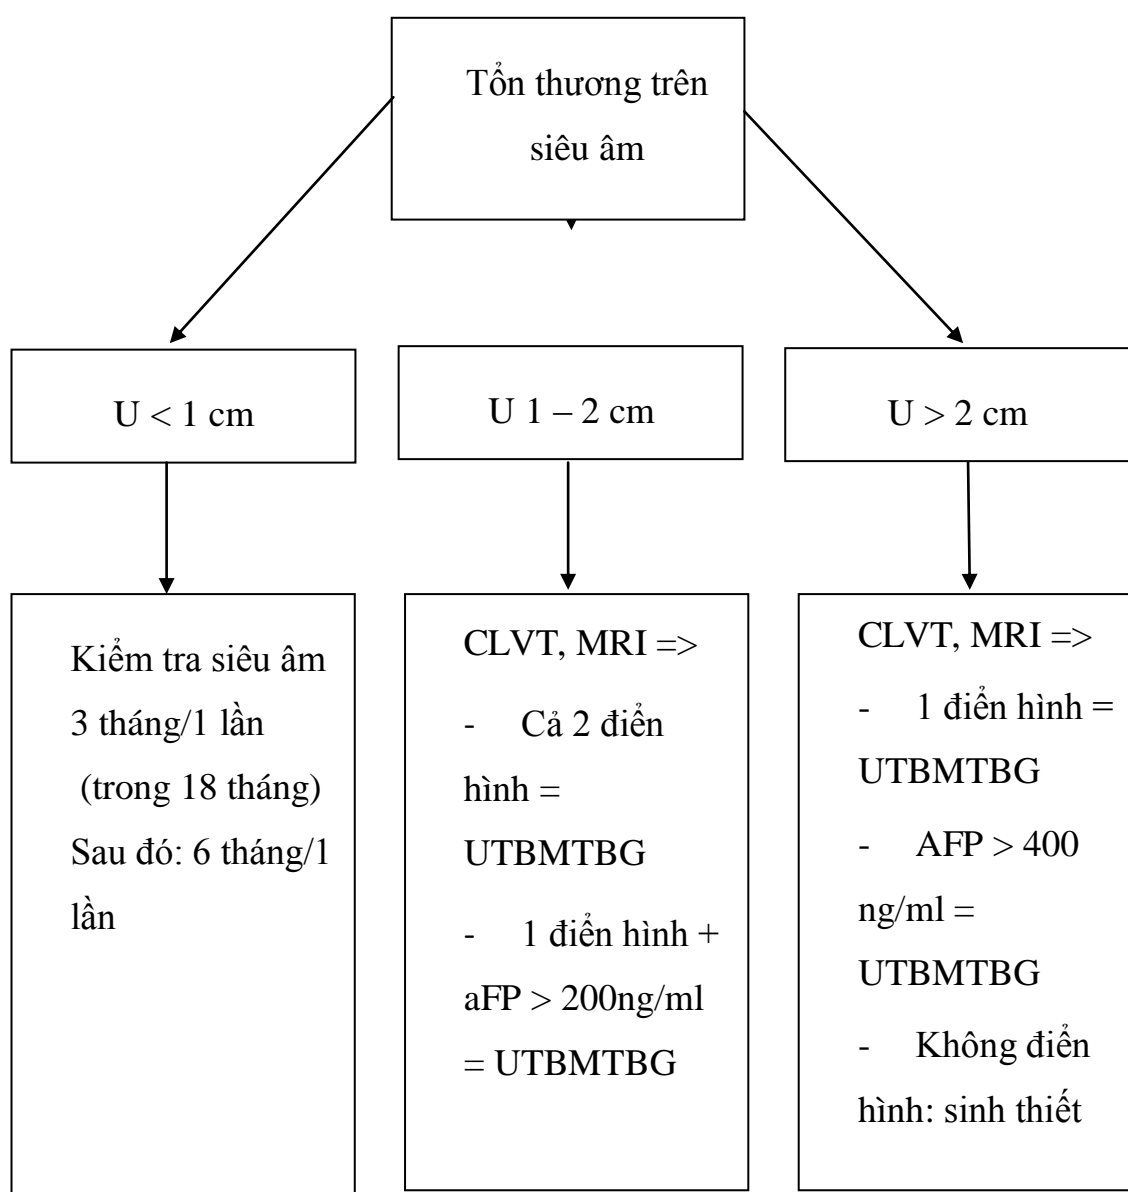 Tổn thương trên
siêu âm
U < 1 cm
U 1 – 2 cm
U > 2 cm
Kiểm tra siêu âm
3 tháng/1 lần
(trong 18 tháng)
Sau đó: 6 tháng/1
lần
CLVT, MRI =>
- Cả 2 điển
hình =
UTBMTBG
- 1 điển hình +
aFP > 200ng/ml
= UTBMTBG
CLVT, MRI =>
- 1 điển hình =
UTBMTBG
- AFP > 400
ng/ml =
UTBMTBG
- Không điển
hình: sinh thiết